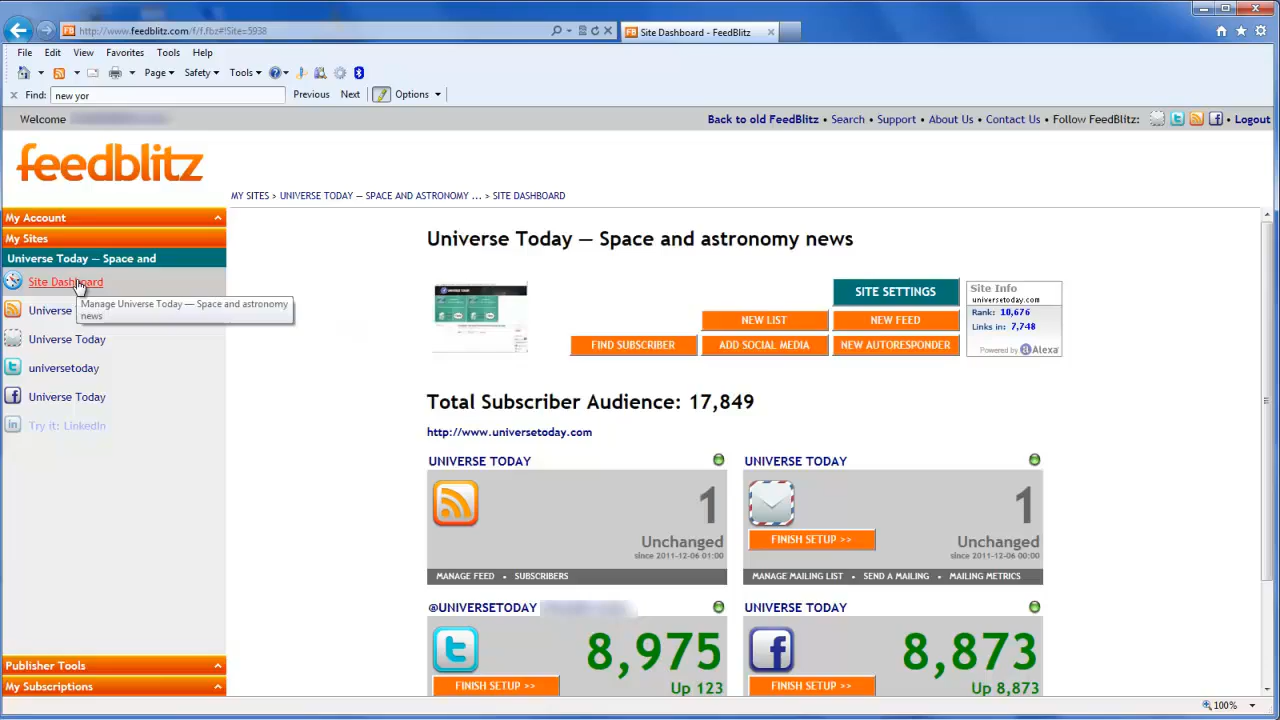 http://www.feedblitz.com/f/f.fbz#!Site=5938
Site Dashboard - FeedBlitz
File Edit View Favorites Tools Help
Page Safety Tools
Find: new yor Previous Next Options
Welcome
Back to old FeedBlitz • Search • Support • About Us • Contact Us • Follow FeedBlitz: • Logout
feedblitz
MY SITES > UNIVERSE TODAY — SPACE AND ASTRONOMY ... > SITE DASHBOARD
My Account
My Sites
Universe Today — Space and
Site Dashboard
Manage Universe Today — Space and astronomy
news
Universe
Universe Today
universetoday
Universe Today
Try it: LinkedIn
Publisher Tools
My Subscriptions
Universe Today — Space and astronomy news
SITE SETTINGS
NEW LIST
NEW FEED
FIND SUBSCRIBER
ADD SOCIAL MEDIA
NEW AUTORESPONDER
Site Info
universetoday.com
Rank: 10,676
Links in: 7,748
Powered by Alexa
Total Subscriber Audience: 17,849
http://www.universetoday.com
UNIVERSE TODAY
1
Unchanged
since 2011-12-06 01:00
MANAGE FEED • SUBSCRIBERS
UNIVERSE TODAY
1
FINISH SETUP >>
Unchanged
since 2011-12-06 00:00
MANAGE MAILING LIST • SEND A MAILING • MAILING METRICS
@UNIVERSETODAY
8,975
FINISH SETUP >>
Up 123
UNIVERSE TODAY
8,873
FINISH SETUP >>
Up 8,873
100%